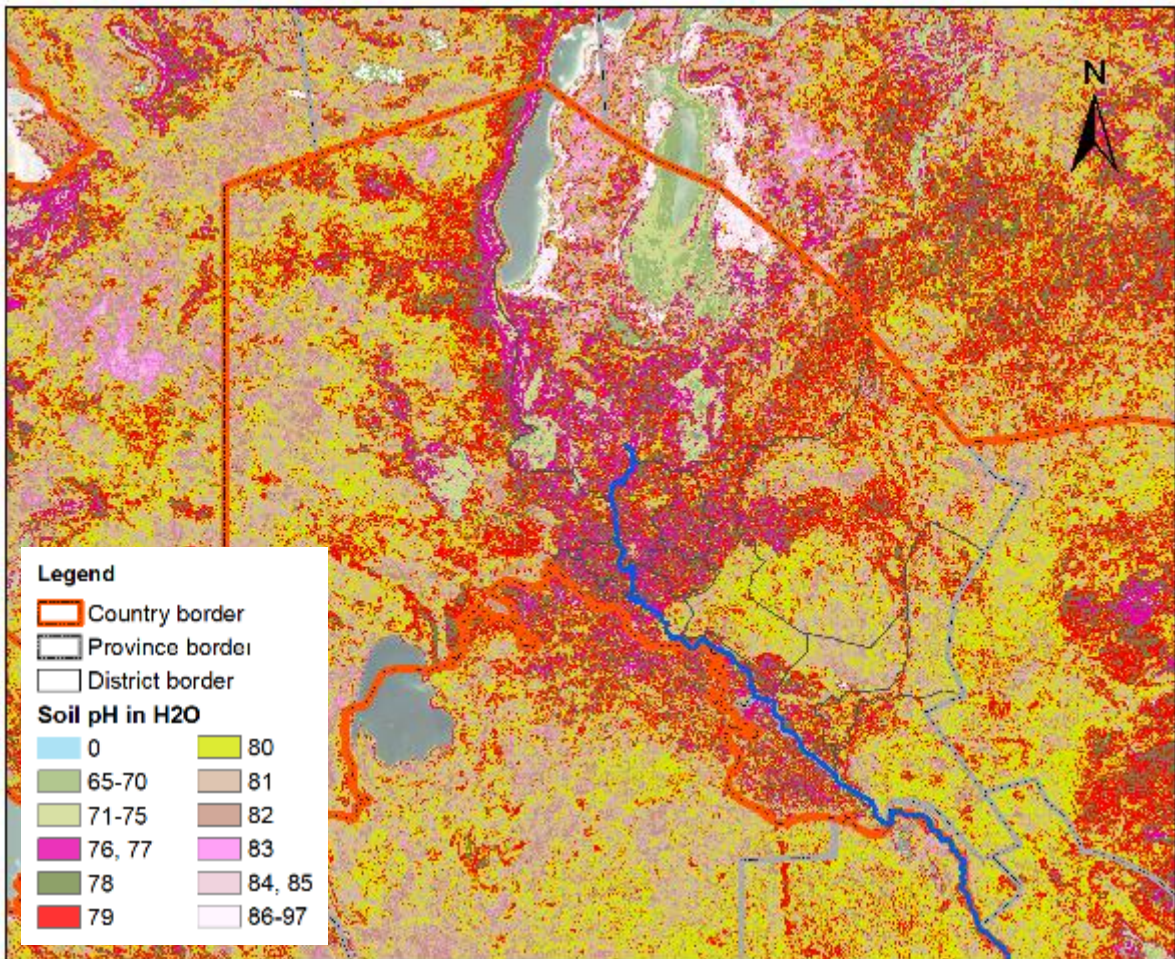 N
Legend
Country border
Province border
District border
Soil pH in H2O
0
65-70
71-75
76, 77
78
79
80
81
82
83
84, 85
86-97